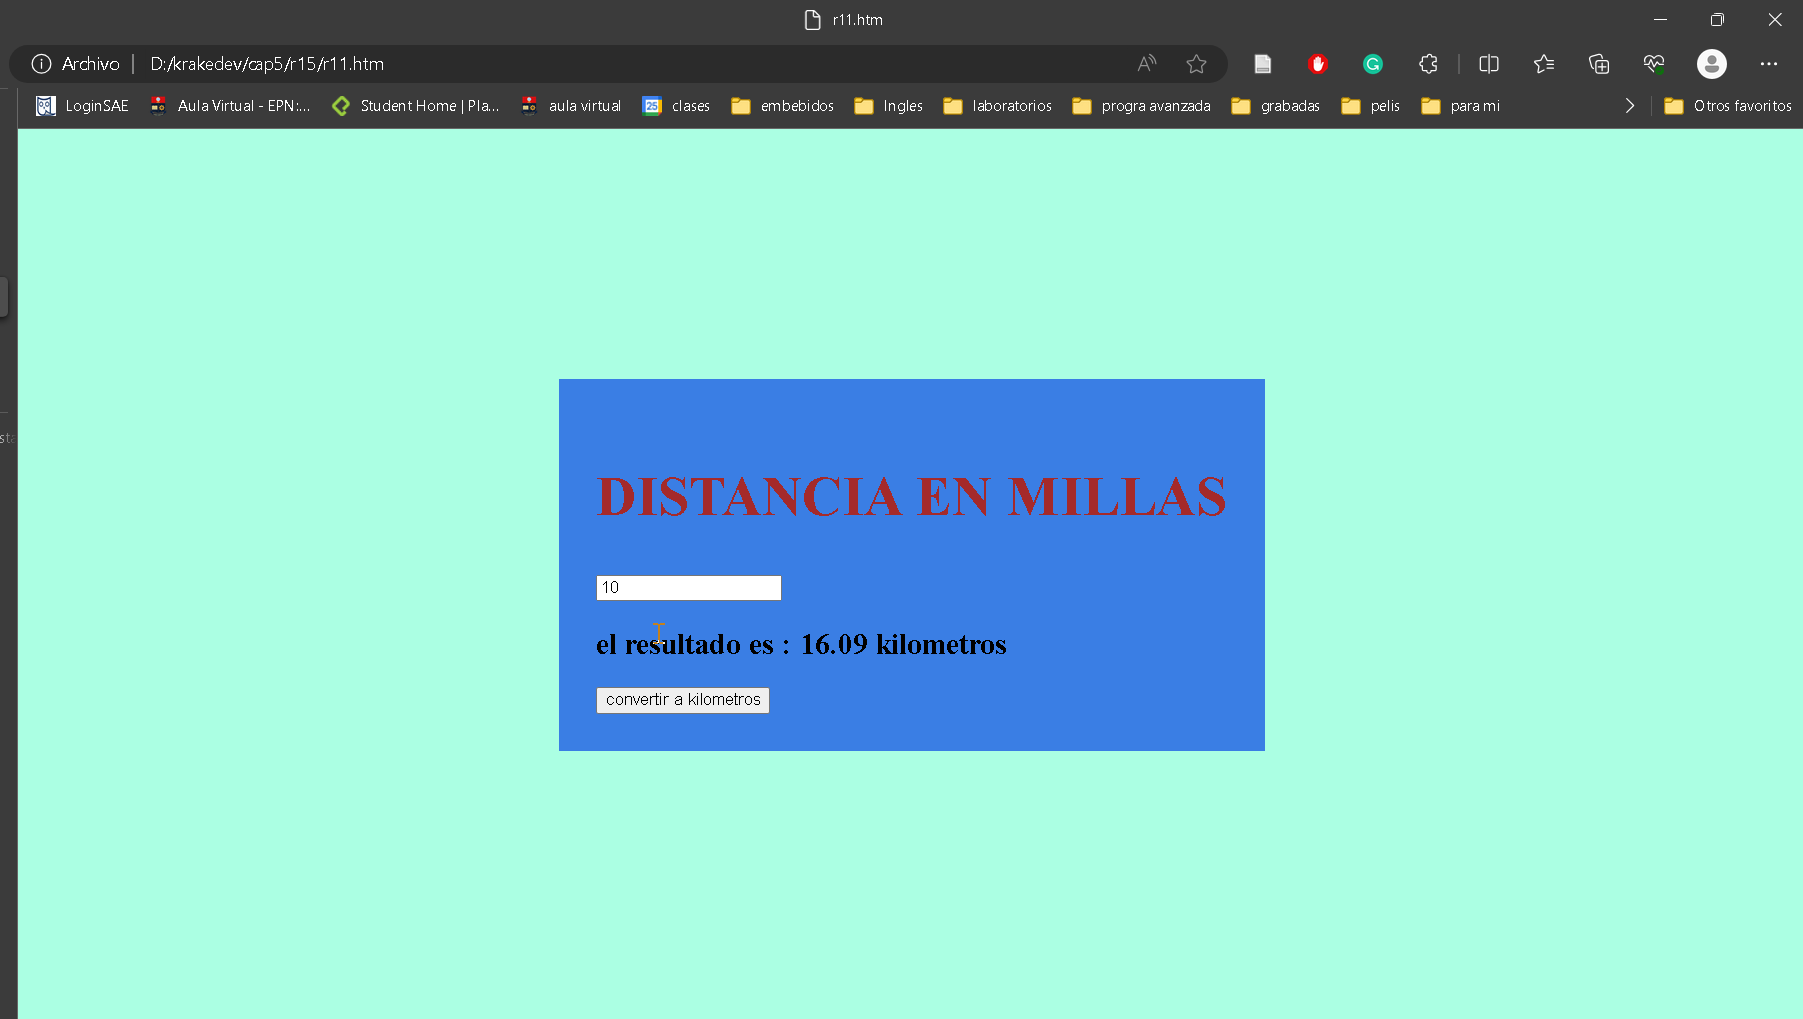 r11.htm
Archivo D:/krakedev/cap5/r15/r11.htm
LoginSAE Aula Virtual - EPN:... Student Home | Pla... aula virtual 25 clases embebidos Ingles laboratorios progra avanzada grabadas pelis para mi Otros favoritos
DISTANCIA EN MILLAS
10
el resultado es : 16.09 kilometros
convertir a kilometros